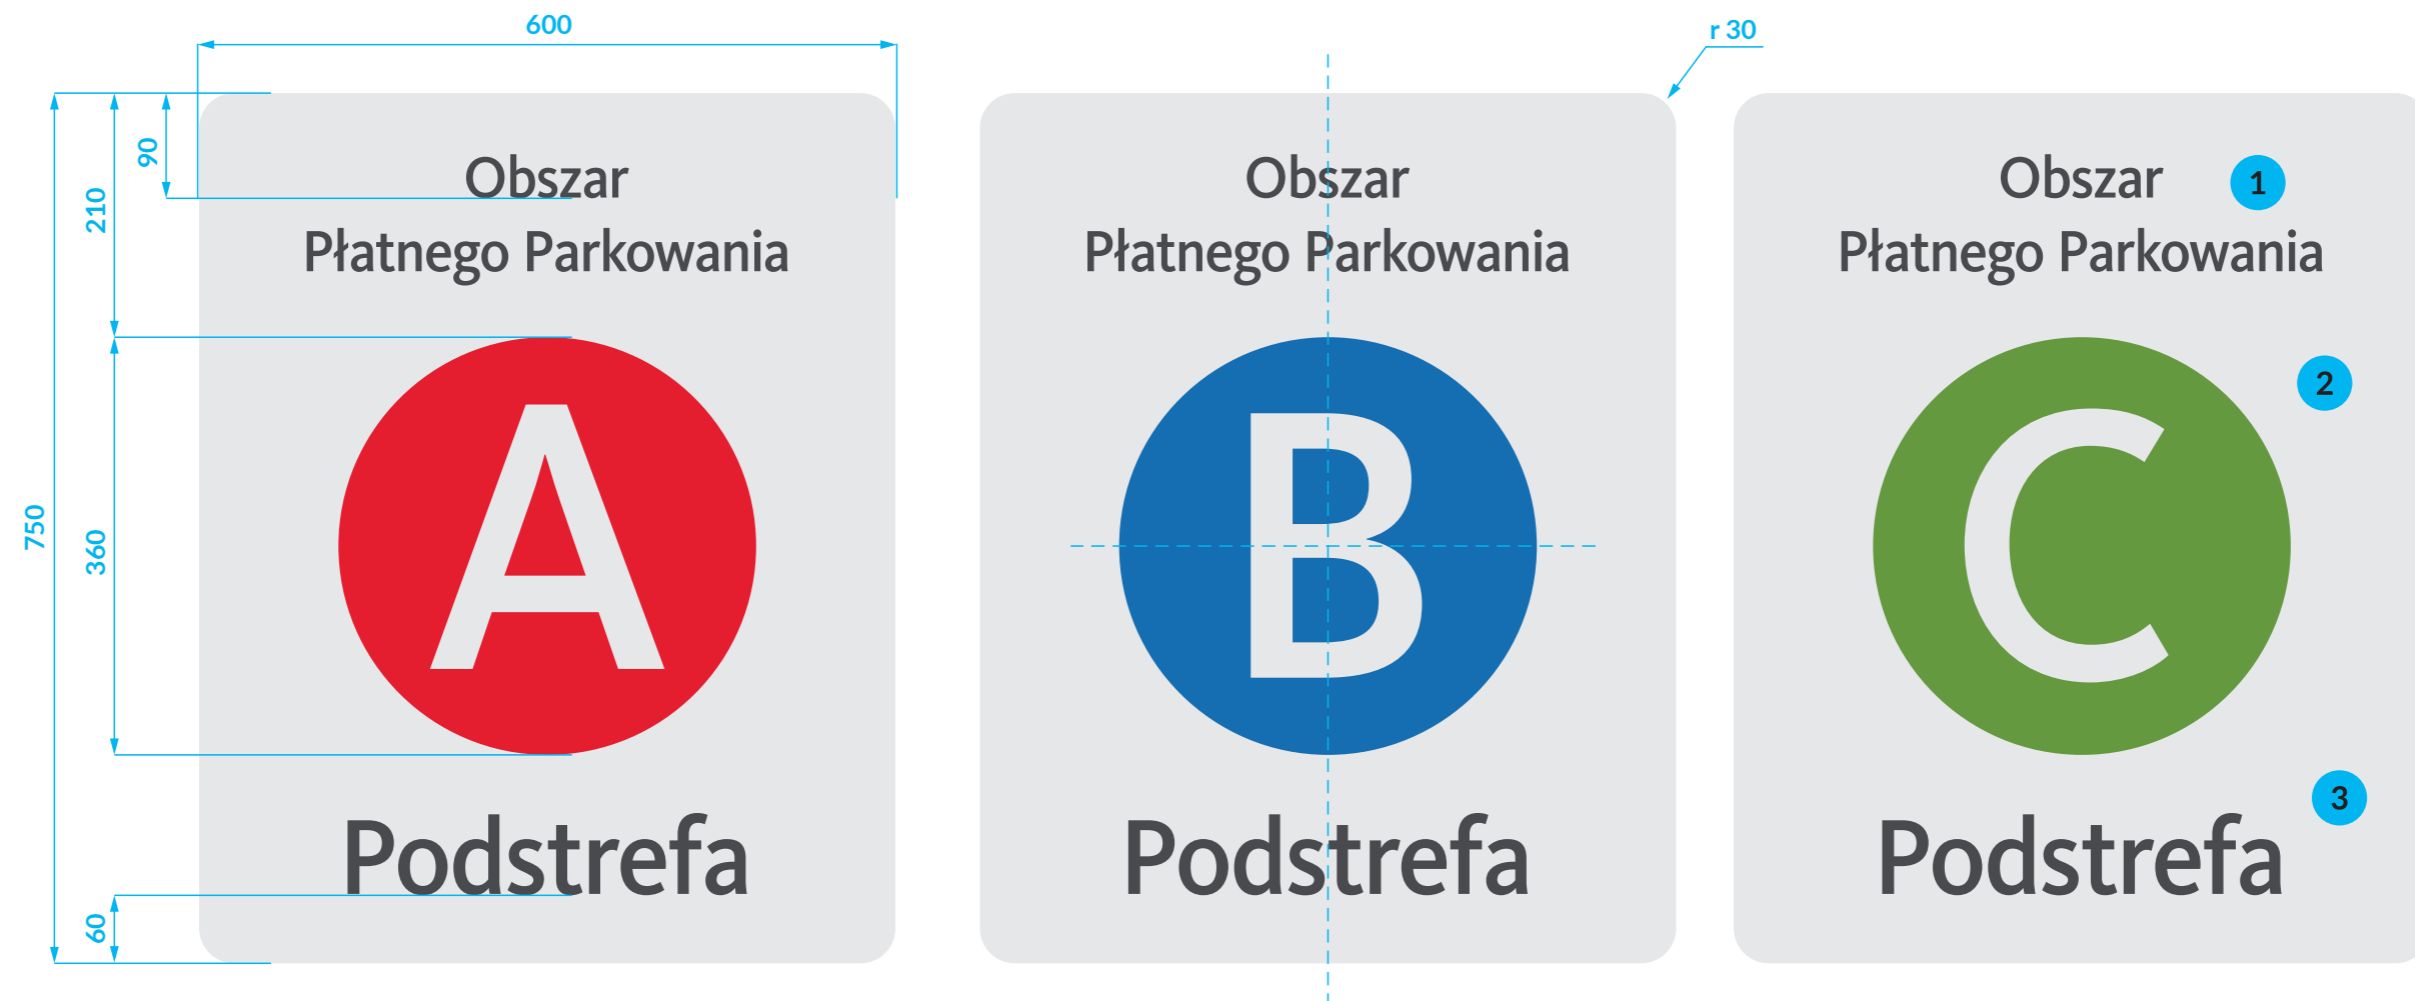 600
r 30
90
210
360
750
60
Obszar
Płatnego Parkowania
A
Podstrefa
Obszar
Płatnego Parkowania
B
Podstrefa
Obszar
1
Płatnego Parkowania
2
C
3
Podstrefa